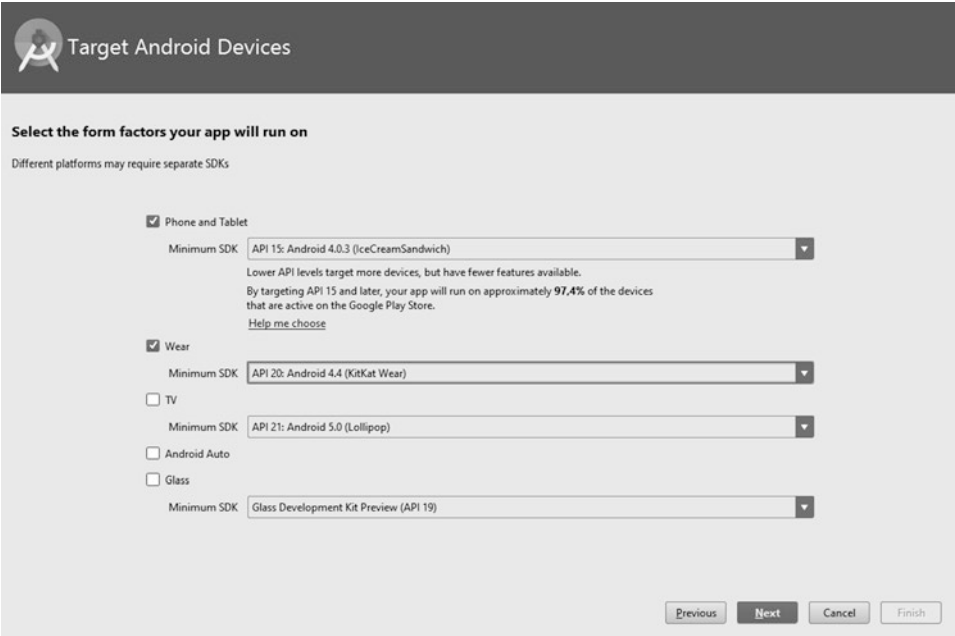 Target Android Devices
Select the form factors your app will run on
Different platforms may require separate SDKs
Phone and Tablet
Minimum SDK API 15: Android 4.0.3 (IceCreamSandwich)
Lower API levels target more devices, but have fewer features available.
By targeting API 15 and later, your app will run on approximately 97,4% of the devices
that are active on the Google Play Store.
Help me choose
Wear
Minimum SDK API 20: Android 4.4 (KitKat Wear)
TV
Minimum SDK API 21: Android 5.0 (Lollipop)
Android Auto
Glass
Minimum SDK Glass Development Kit Preview (API 19)
Previous Next Cancel Finish